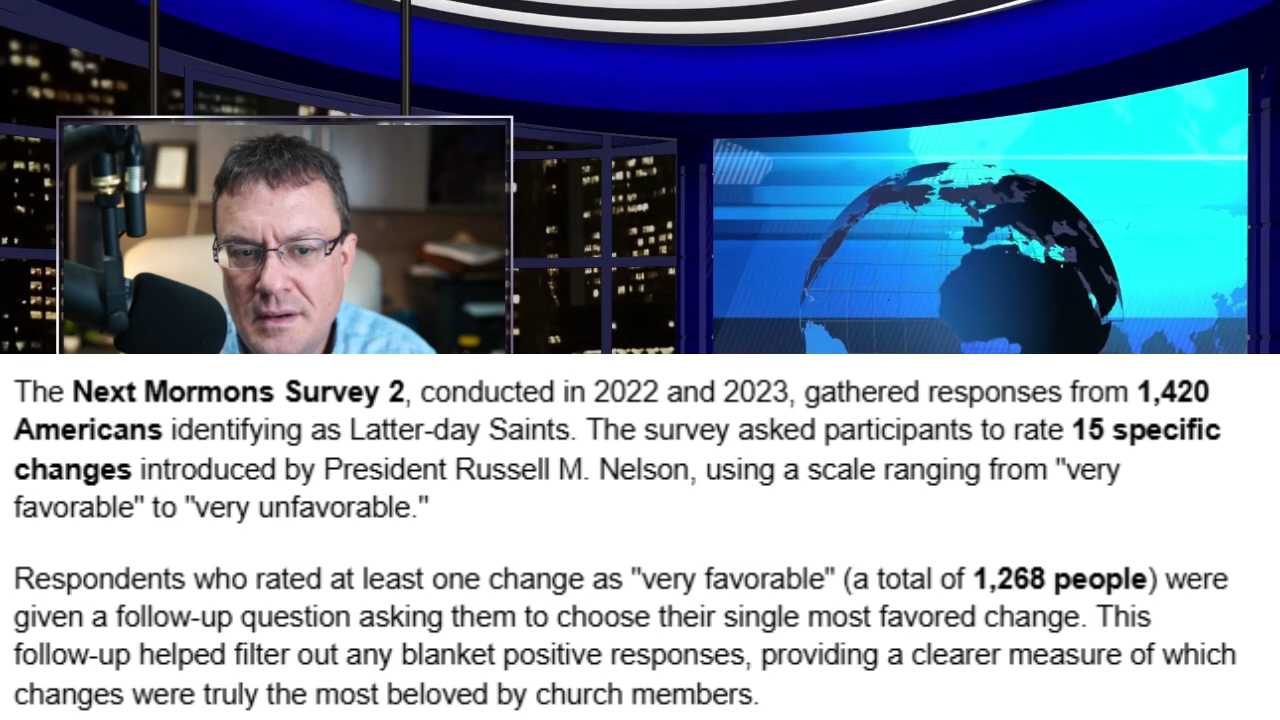 The Next Mormons Survey 2, conducted in 2022 and 2023, gathered responses from 1,420
Americans identifying as Latter-day Saints. The survey asked participants to rate 15 specific
changes introduced by President Russell M. Nelson, using a scale ranging from "very
favorable" to "very unfavorable."
Respondents who rated at least one change as "very favorable" (a total of 1,268 people) were
given a follow-up question asking them to choose their single most favored change. This
follow-up helped filter out any blanket positive responses, providing a clearer measure of which
changes were truly the most beloved by church members.